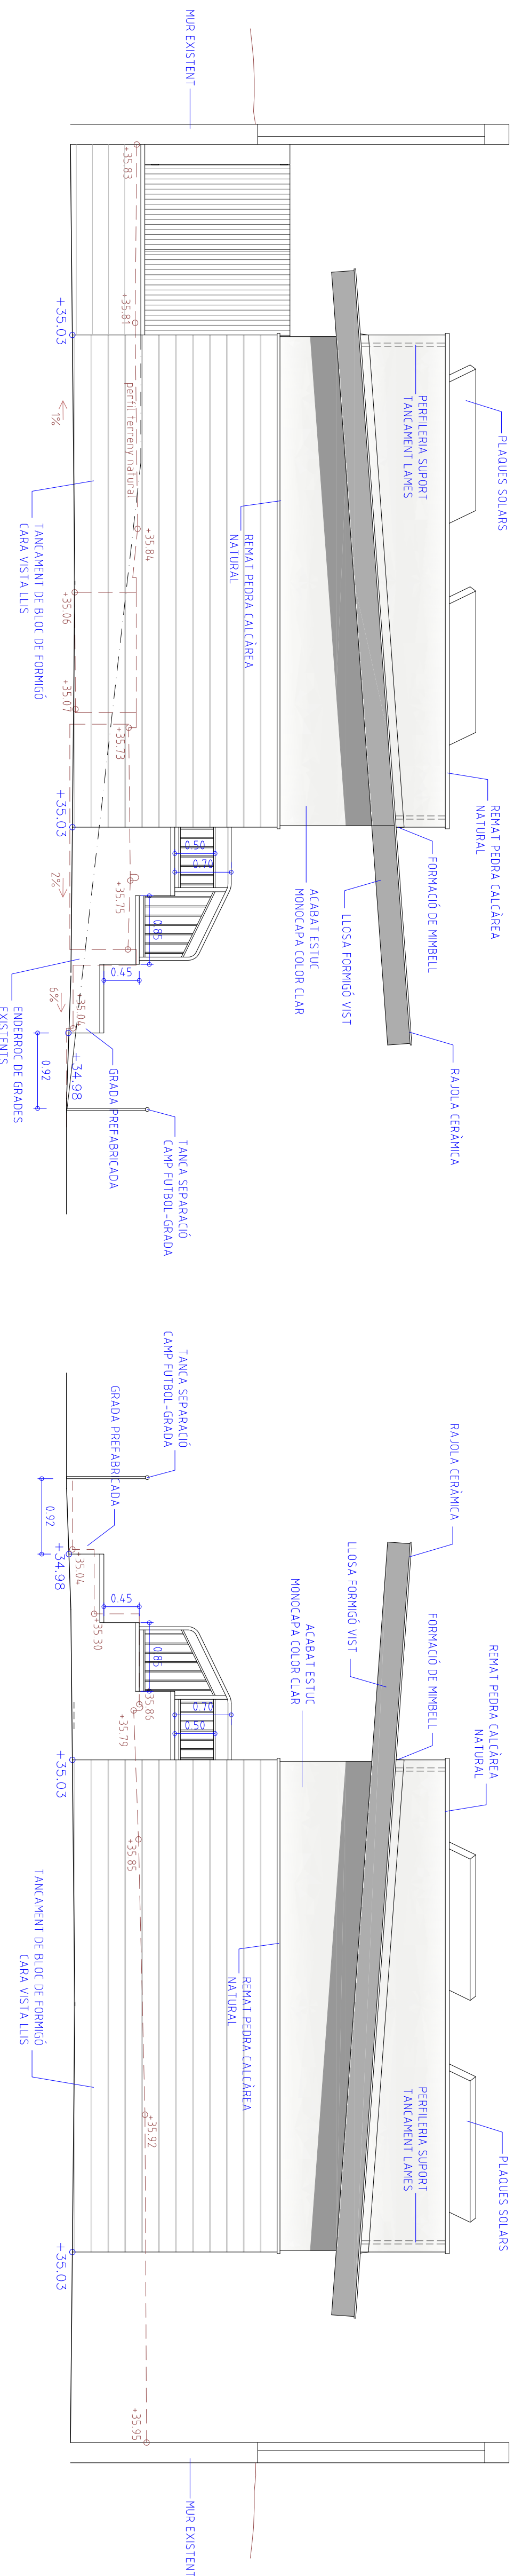 MUR EXISTENT
+35.83
+35.81
+35.03
perfil terreny natural
1%
TANCAMENT DE BLOC DE FORMIGÓ
CARA VISTA LLIS
+35.84
+35.06
+35.07
+35.73
+35.03
+35.75
2%
6%
+35.04
+34.98
0.92
0.50
0.70
0.85
0.45
ENDERROC DE GRADES
EXISTENTS
GRADA PREFABRICADA
TANCA SEPARACIÓ
CAMP FUTBOL-GRADA
REMAT PEDRA CALCÀREA
NATURAL
PERFILERIA SUPORT
TANCAMENT LAMES
PLAQUES SOLARS
REMAT PEDRA CALCÀREA
NATURAL
FORMACIÓ DE MIMBELL
ACABAT ESTUC
MONOCAPA COLOR CLAR
LLOSA FORMIGÓ VIST
RAJOLA CERÀMICA
TANCA SEPARACIÓ
CAMP FUTBOL-GRADA
GRADA PREFABRICADA
0.92
+34.98
+35.04
+35.30
0.45
0.85
+35.86
+35.79
0.70
0.50
+35.03
+35.85
RAJOLA CERÀMICA
LLOSA FORMIGÓ VIST
FORMACIÓ DE MIMBELL
ACABAT ESTUC
MONOCAPA COLOR CLAR
REMAT PEDRA CALCÀREA
NATURAL
TANCAMENT DE BLOC DE FORMIGÓ
CARA VISTA LLIS
REMAT PEDRA CALCÀREA
NATURAL
+35.92
PERFILERIA SUPORT
TANCAMENT LAMES
PLAQUES SOLARS
+35.03
+35.95
MUR EXISTENT